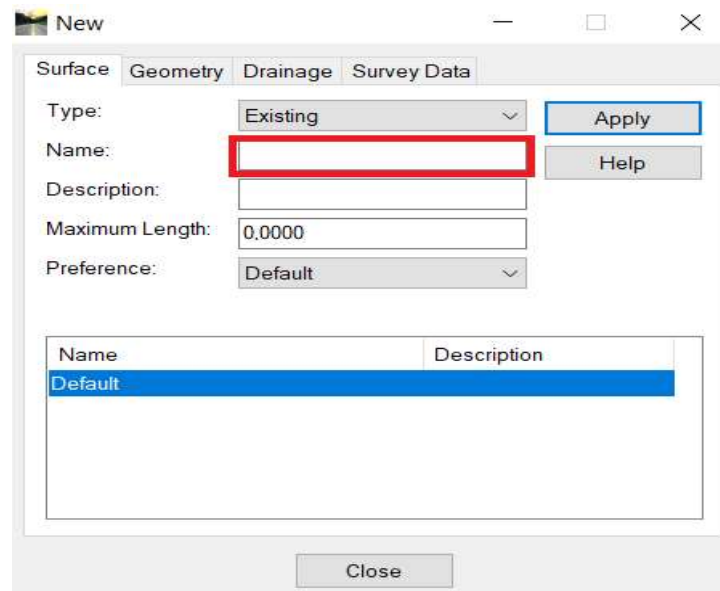 New
Surface Geometry Drainage Survey Data
Type: Existing Apply
Name: Help
Description:
Maximum Length: 0,0000
Preference: Default
Name Description
Default
Close